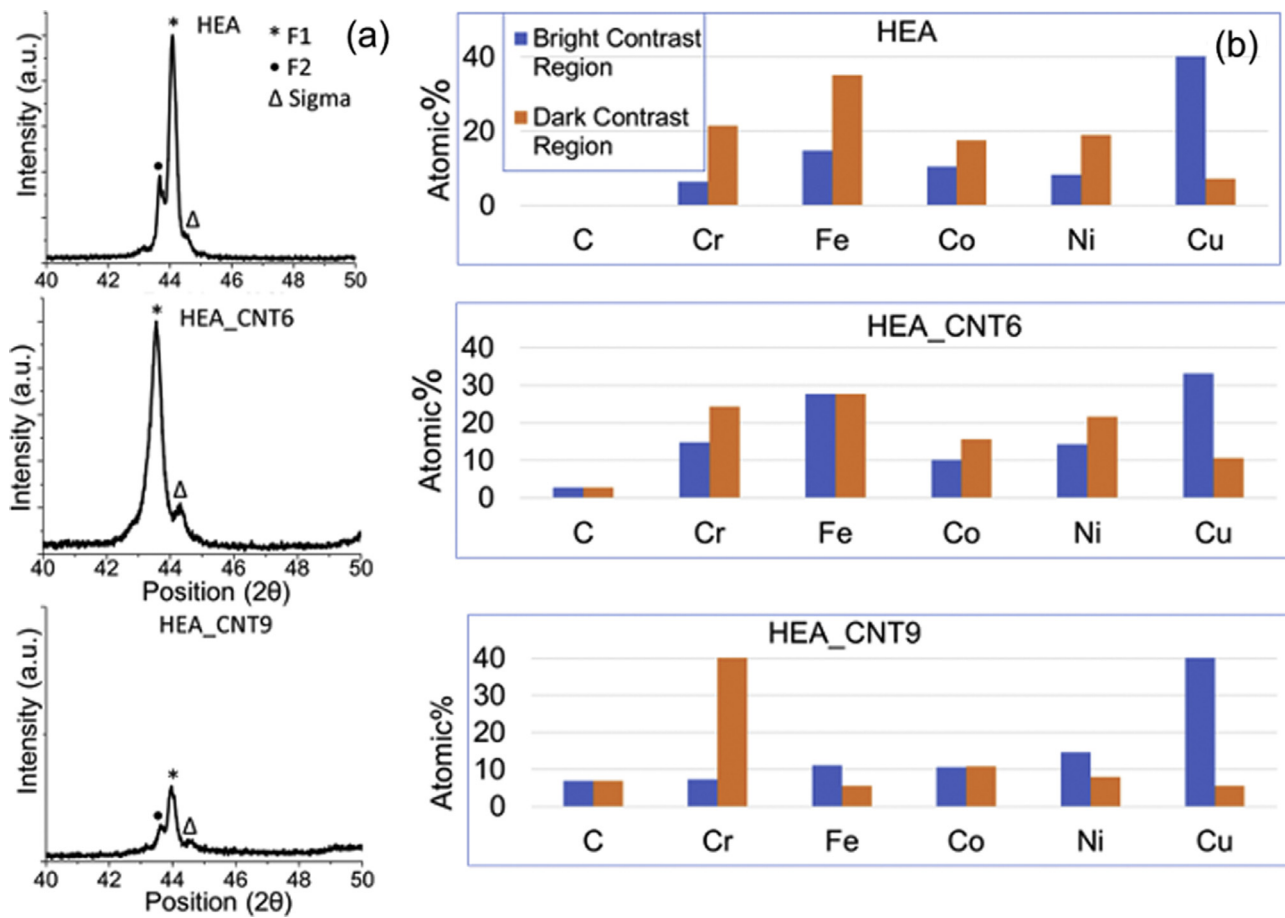 (a)
HEA
* F1
• F2
Δ Sigma
*
•
Δ
Intensity (a.u.)
40 42 44 46 48 50
HEA_CNT6
*
Δ
Intensity (a.u.)
40 42 44 46 48 50
Position (2θ)
HEA_CNT9
*
•
Δ
Intensity (a.u.)
40 42 44 46 48 50
Position (2θ)
(b)
HEA
Bright Contrast
Region
Dark Contrast
Region
Atomic%
40
20
0
C Cr Fe Co Ni Cu
HEA_CNT6
Atomic%
40
30
20
10
0
C Cr Fe Co Ni Cu
HEA_CNT9
Atomic%
40
30
20
10
0
C Cr Fe Co Ni Cu